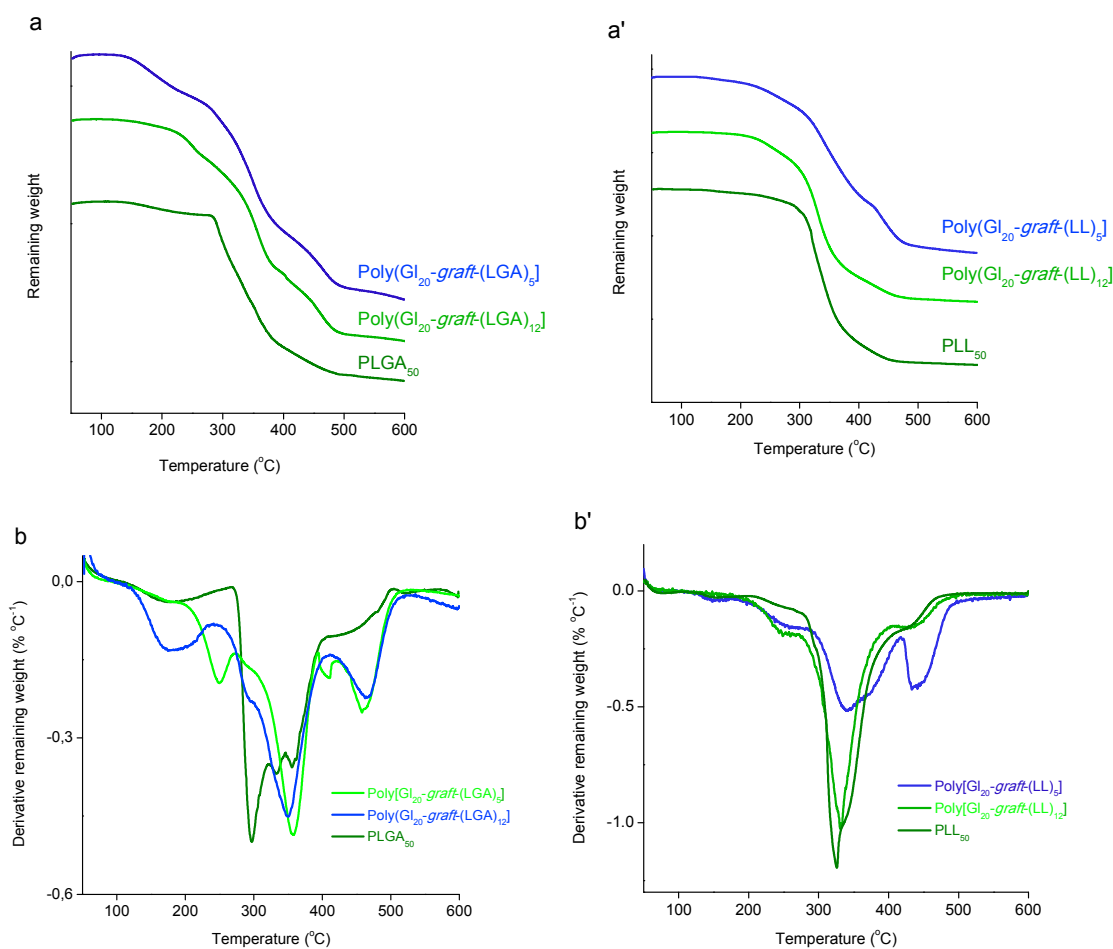 a
Remaining weight
Poly(Gl₂₀-graft-(LGA)₅]
Poly(Gl₂₀-graft-(LGA)₁₂]
PLGA₅₀
100 200 300 400 500 600
Temperature (°C)
a'
Remaining weight
Poly(Gl₂₀-graft-(LL)₅]
Poly(Gl₂₀-graft-(LL)₁₂]
PLL₅₀
100 200 300 400 500 600
Temperature (°C)
b
Derivative remaining weight (% °C⁻¹)
0,0
-0,3
-0,6
Poly[Gl₂₀-graft-(LGA)₅]
Poly(Gl₂₀-graft-(LGA)₁₂]
PLGA₅₀
100 200 300 400 500 600
Temperature (°C)
b'
Derivative remaining weight (% °C⁻¹)
0.0
-0.5
-1.0
Poly[Gl₂₀-graft-(LL)₅]
Poly[Gl₂₀-graft-(LL)₁₂]
PLL₅₀
100 200 300 400 500 600
Temperature (°C)